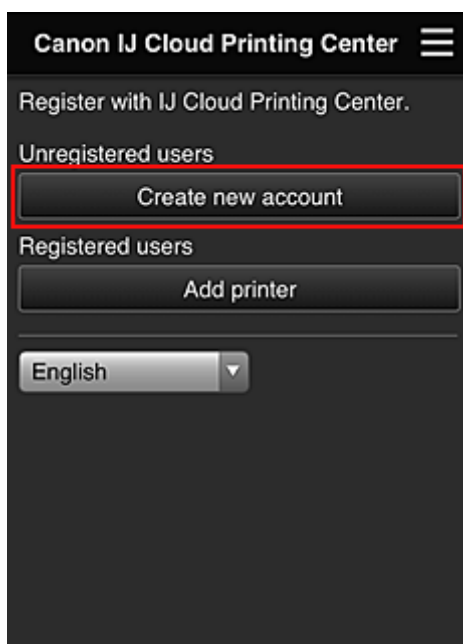 Canon IJ Cloud Printing Center
Register with IJ Cloud Printing Center.
Unregistered users
Create new account
Registered users
Add printer
English